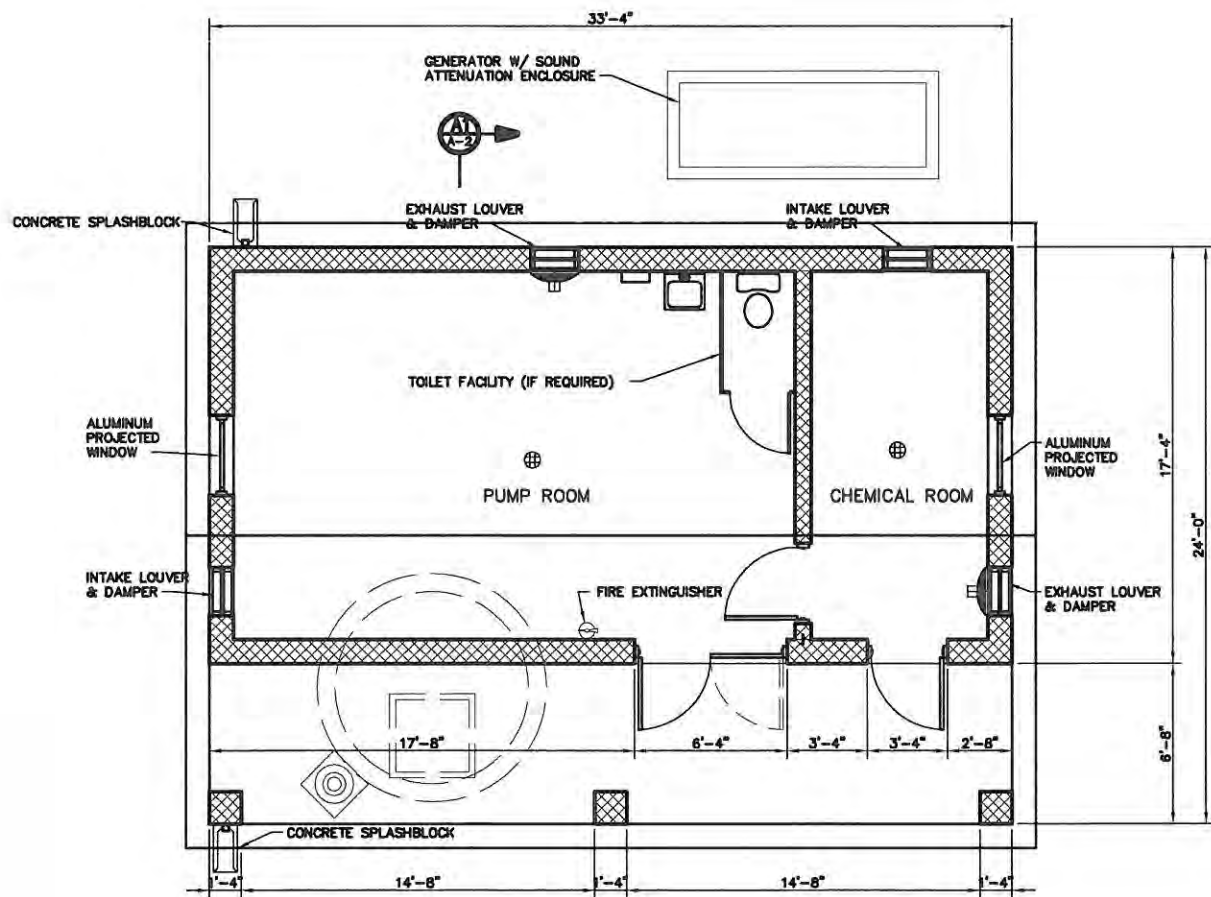 33'-4"
GENERATOR W/ SOUND
ATTENUATION ENCLOSURE
A1
A-2
CONCRETE SPLASHBLOCK
EXHAUST LOUVER
& DAMPER
INTAKE LOUVER
& DAMPER
TOILET FACILITY (IF REQUIRED)
ALUMINUM
PROJECTED
WINDOW
ALUMINUM
PROJECTED
WINDOW
17'-4"
24'-0"
PUMP ROOM
CHEMICAL ROOM
INTAKE LOUVER
& DAMPER
FIRE EXTINGUISHER
EXHAUST LOUVER
& DAMPER
17'-8"
6'-4"
3'-4"
3'-4"
2'-8"
6'-8"
CONCRETE SPLASHBLOCK
1'-4"
14'-8"
1'-4"
14'-8"
1'-4"